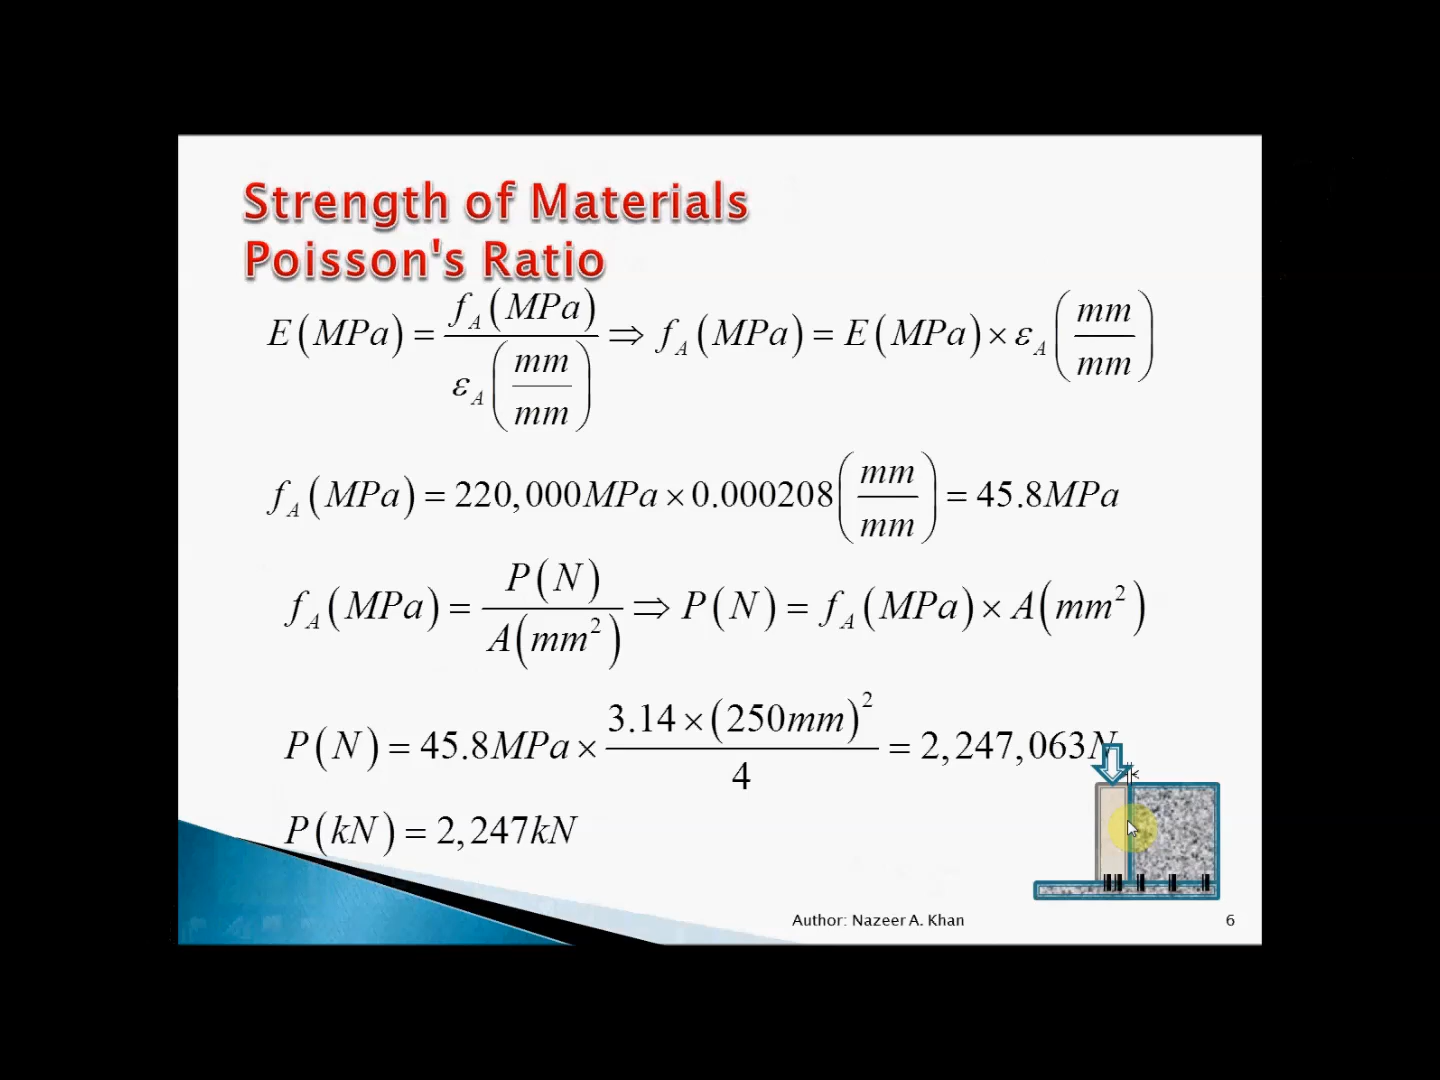 Strength of Materials
Poisson's Ratio
E(MPa) = f_A(MPa) / ε_A(mm/mm) ⇒ f_A(MPa) = E(MPa) × ε_A(mm/mm)
f_A(MPa) = 220,000MPa × 0.000208(mm/mm) = 45.8MPa
f_A(MPa) = P(N) / A(mm²) ⇒ P(N) = f_A(MPa) × A(mm²)
P(N) = 45.8MPa × 3.14 × (250mm)² / 4 = 2,247,063N
P(kN) = 2,247kN
Author: Nazeer A. Khan
6